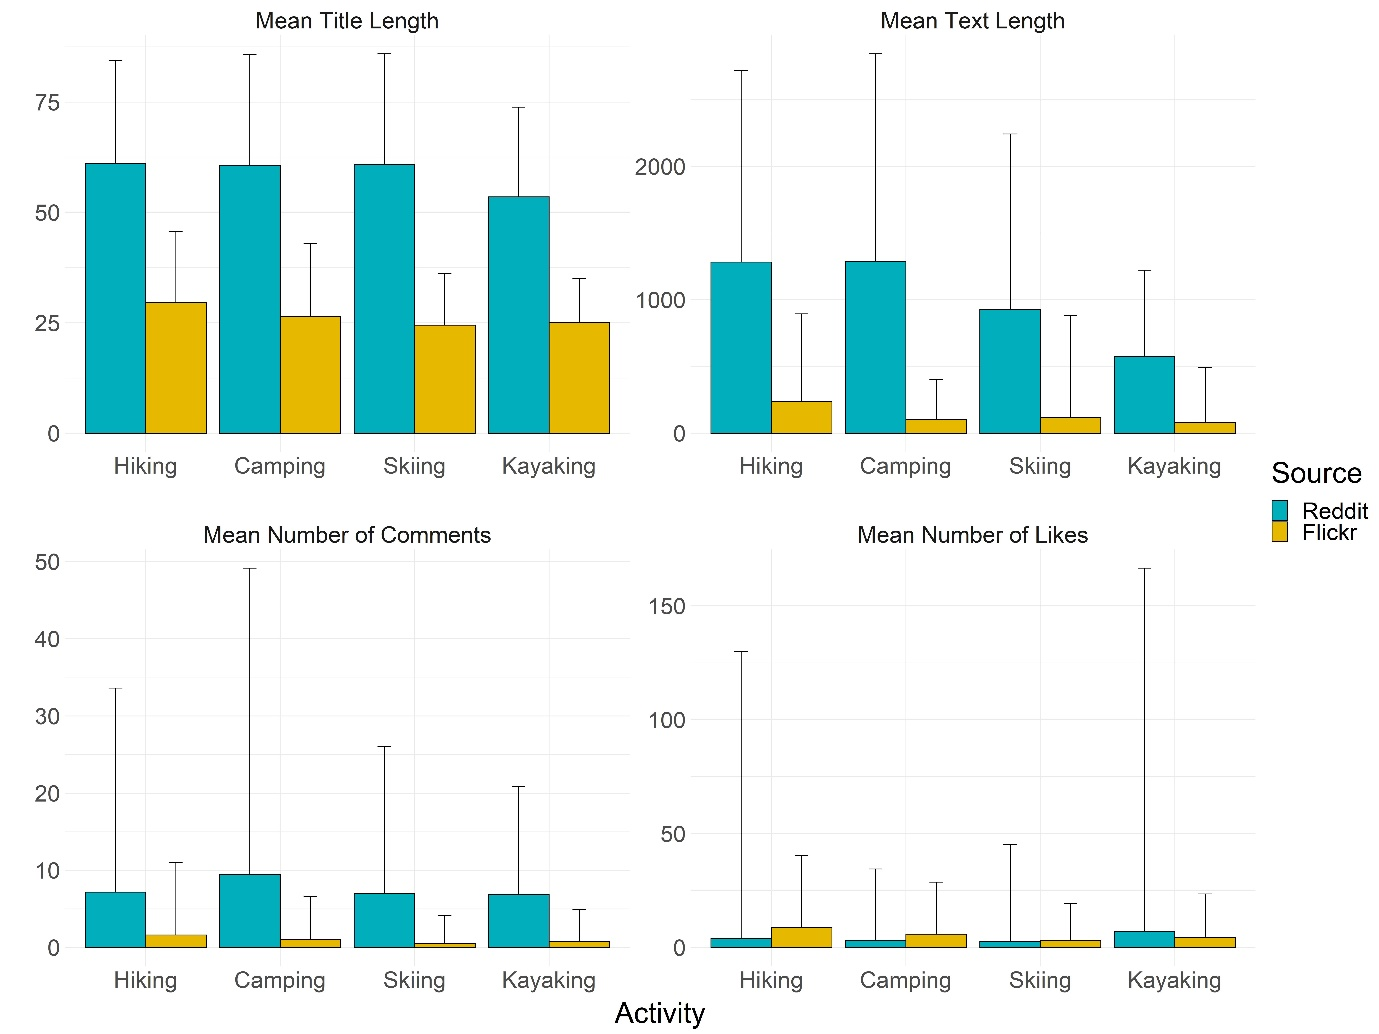 Mean Title Length
Mean Text Length
75
50
25
0
2000
1000
0
Hiking Camping Skiing Kayaking
Hiking Camping Skiing Kayaking
Source
Reddit
Flickr
Mean Number of Comments
Mean Number of Likes
50
40
30
20
10
0
150
100
50
0
Hiking Camping Skiing Kayaking
Hiking Camping Skiing Kayaking
Activity